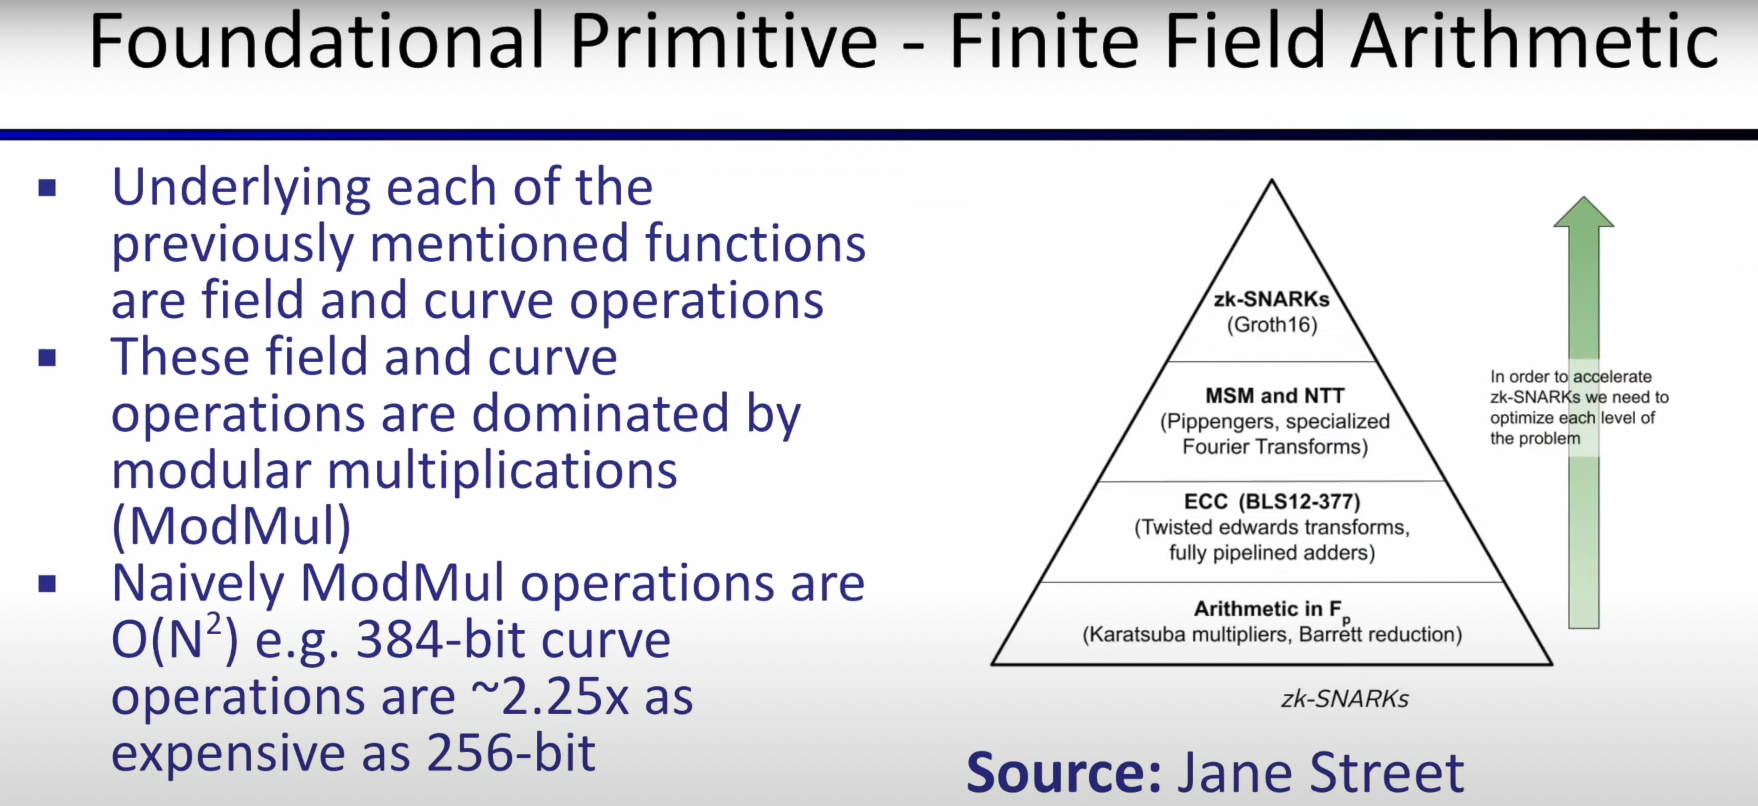 Foundational Primitive - Finite Field Arithmetic
▪ Underlying each of the
previously mentioned functions
are field and curve operations
▪ These field and curve
operations are dominated by
modular multiplications
(ModMul)
▪ Naively ModMul operations are
O(N²) e.g. 384-bit curve
operations are ~2.25x as
expensive as 256-bit
zk-SNARKs
(Groth16)
MSM and NTT
(Pippengers, specialized
Fourier Transforms)
ECC (BLS12-377)
(Twisted edwards transforms,
fully pipelined adders)
Arithmetic in Fₚ
(Karatsuba multipliers, Barrett reduction)
In order to accelerate
zk-SNARKs we need to
optimize each level of
the problem
zk-SNARKs
Source: Jane Street